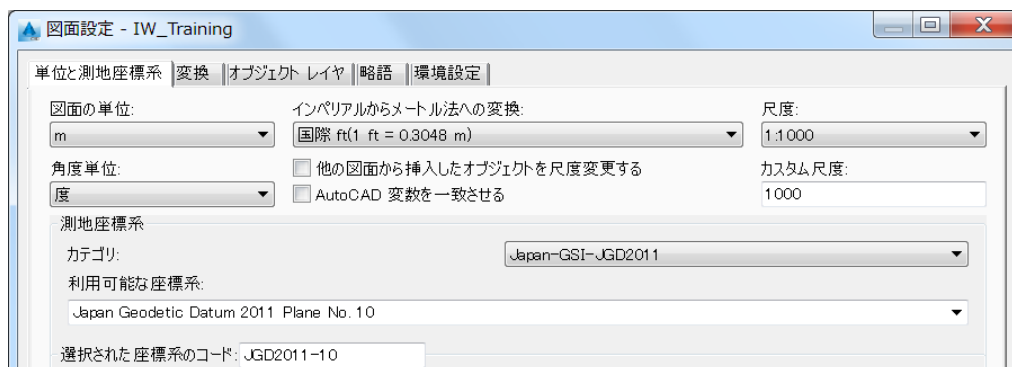 図面設定 - IW_Training
単位と測地座標系 変換 オブジェクト レイヤ 略語 環境設定
図面の単位: インペリアルからメートル法への変換: 尺度:
m 国際 ft(1 ft = 0.3048 m) 1:1000
角度単位: 他の図面から挿入したオブジェクトを尺度変更する カスタム尺度:
度 AutoCAD 変数を一致させる 1000
測地座標系
カテゴリ: Japan-GSI-JGD2011
利用可能な座標系:
Japan Geodetic Datum 2011 Plane No. 10
選択された座標系のコード: JGD2011-10